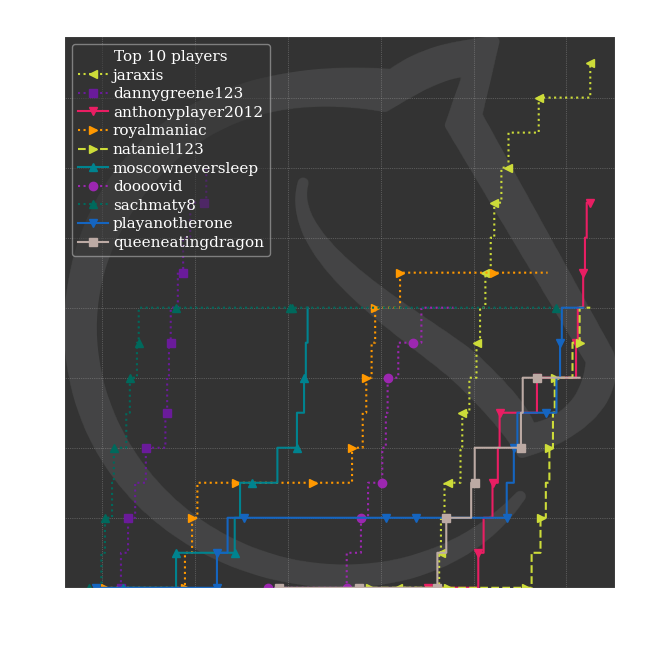 Top 10 players
jaraxis
dannygreene123
anthonyplayer2012
royalmaniac
nataniel123
moscowneversleep
doooovid
sachmaty8
playanotherone
queeneatingdragon